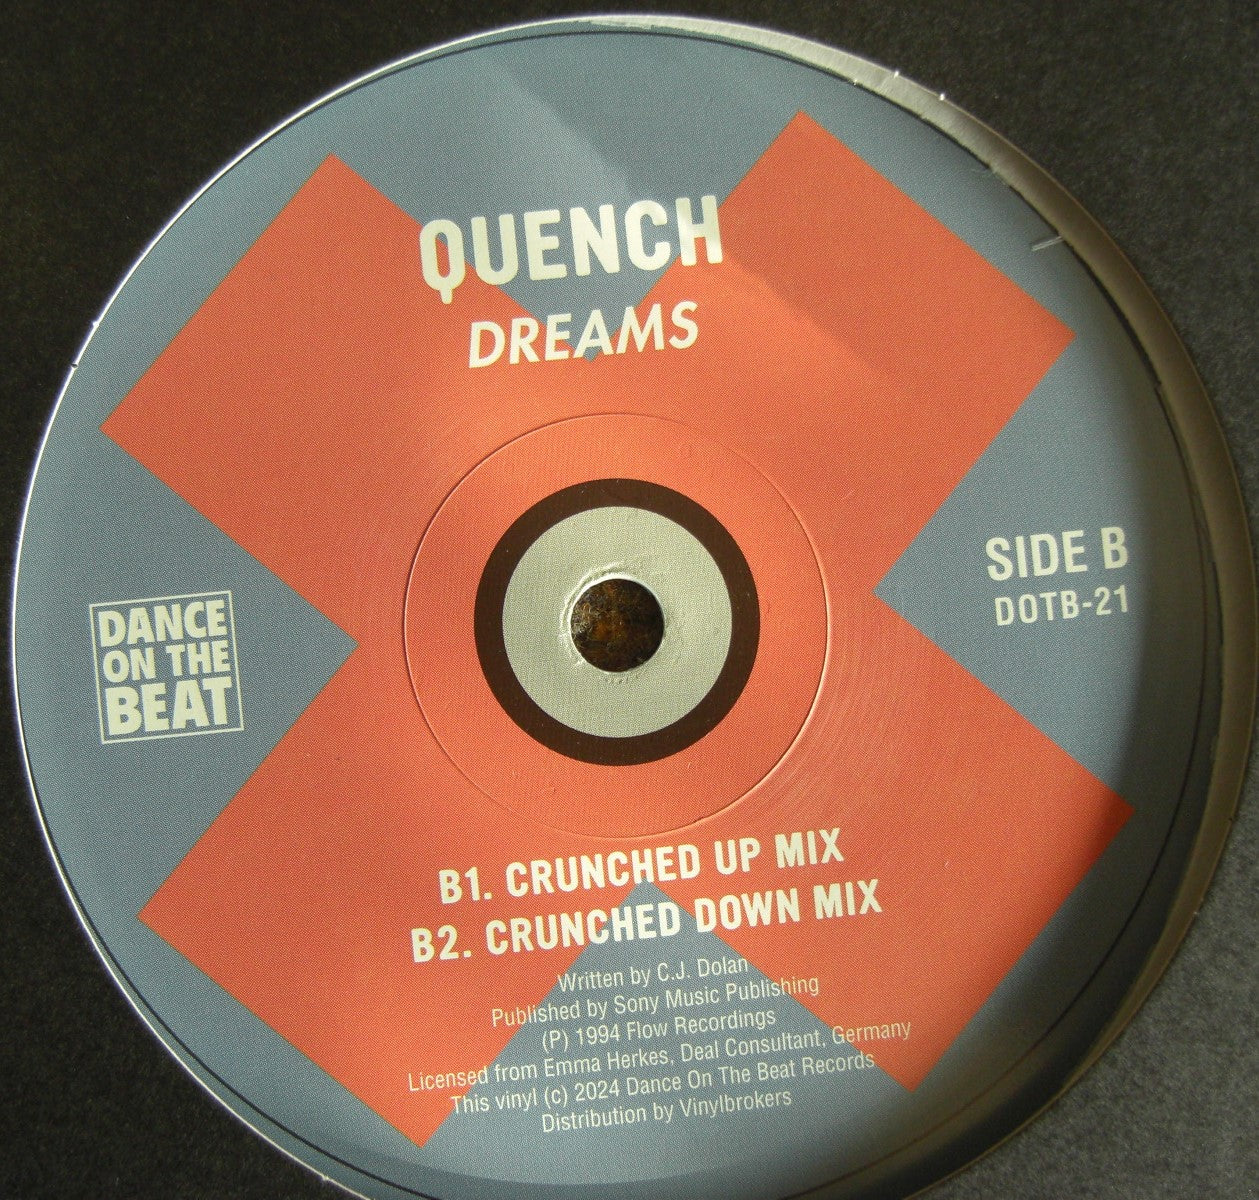 QUENCH
DREAMS
SIDE B
DOTB-21
DANCE
ON THE
BEAT
B1. CRUNCHED UP MIX
B2. CRUNCHED DOWN MIX
Written by C.J. Dolan
Published by Sony Music Publishing
(P) 1994 Flow Recordings
Licensed from Emma Herkes, Deal Consultant, Germany
This vinyl (c) 2024 Dance On The Beat Records
Distribution by Vinylbrokers